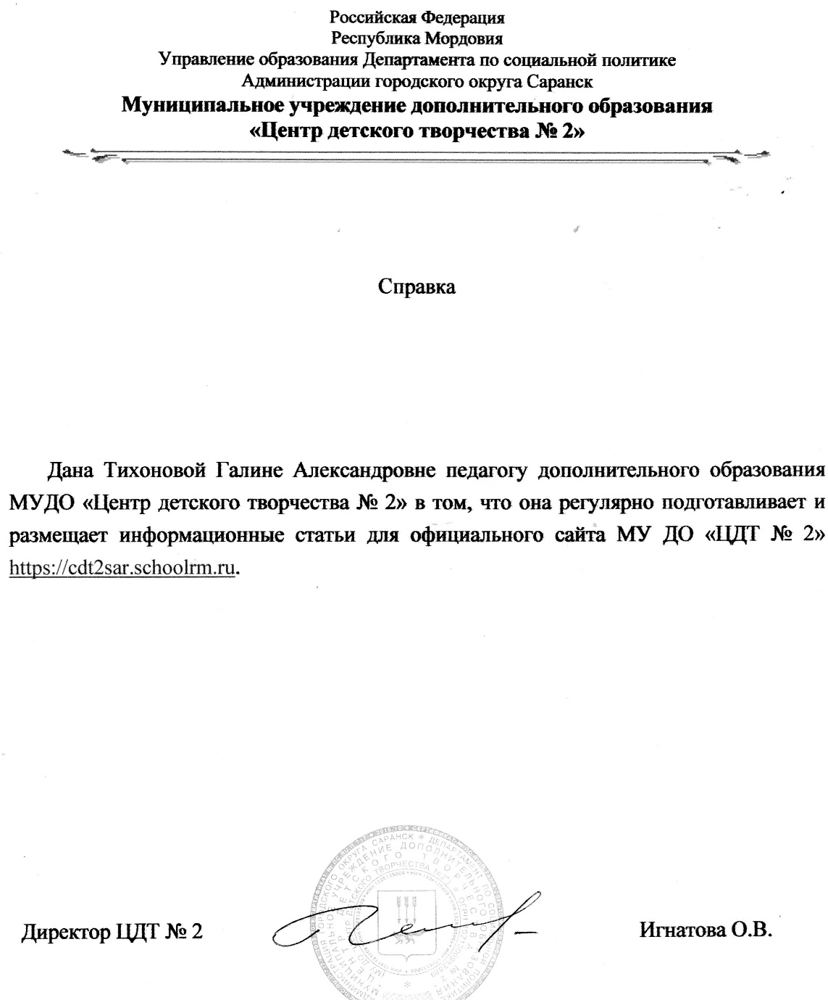 Российская Федерация
Республика Мордовия
Управление образования Департамента по социальной политике
Администрации городского округа Саранск
Муниципальное учреждение дополнительного образования
«Центр детского творчества № 2»
Справка
Дана Тихоновой Галине Александровне педагогу дополнительного образования
МУДО «Центр детского творчества № 2» в том, что она регулярно подготавливает и
размещает информационные статьи для официального сайта МУ ДО «ЦДТ № 2»
https://cdt2sar.schoolrm.ru.
Директор ЦДТ № 2
Игнатова О.В.